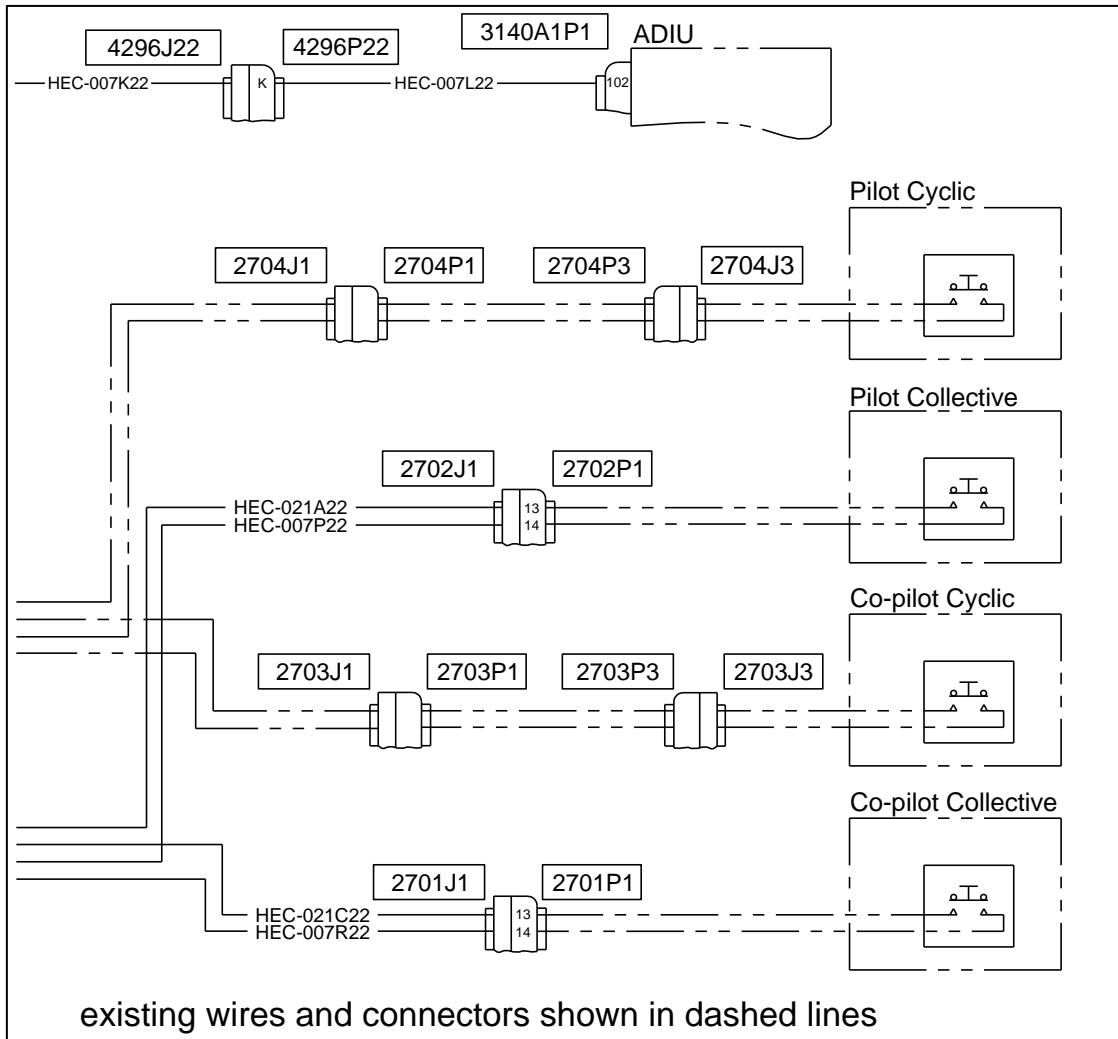 4296J22
4296P22
3140A1P1
ADIU
HEC-007K22
K
HEC-007L22
102
Pilot Cyclic
2704J1
2704P1
2704P3
2704J3
Pilot Collective
2702J1
2702P1
HEC-021A22
13
HEC-007P22
14
Co-pilot Cyclic
2703J1
2703P1
2703P3
2703J3
Co-pilot Collective
2701J1
2701P1
HEC-021C22
13
HEC-007R22
14
existing wires and connectors shown in dashed lines